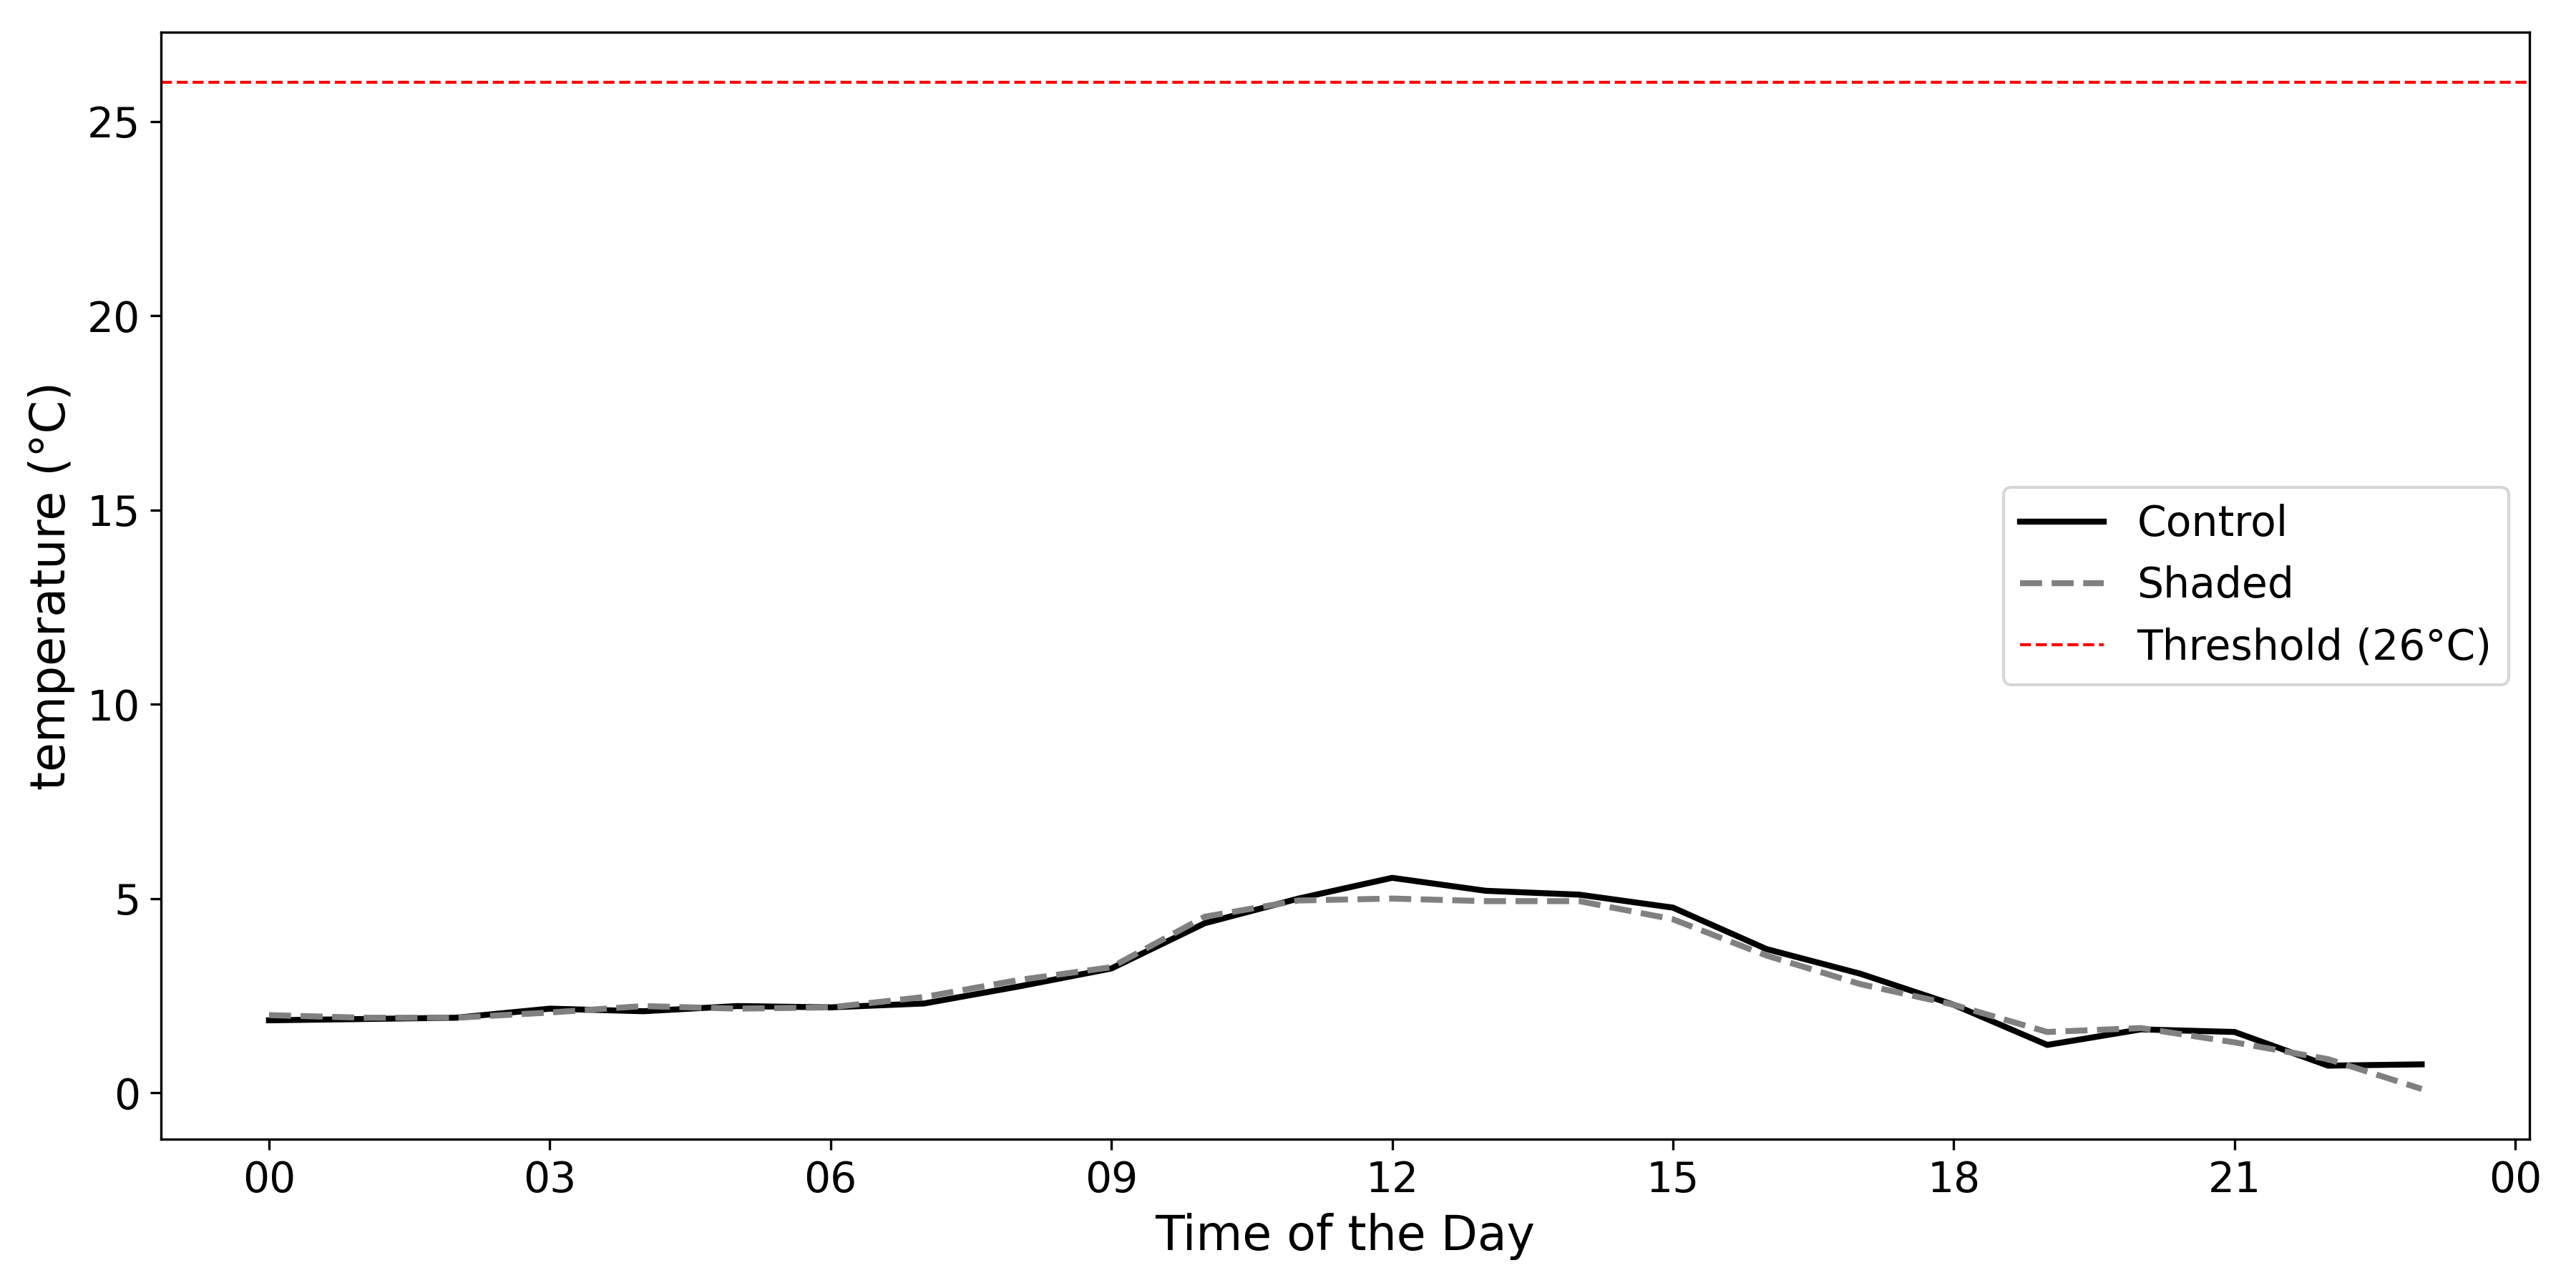 25
20
15
10
5
0
temperature (°C)
Control
Shaded
Threshold (26°C)
00 03 06 09 12 15 18 21 00
Time of the Day